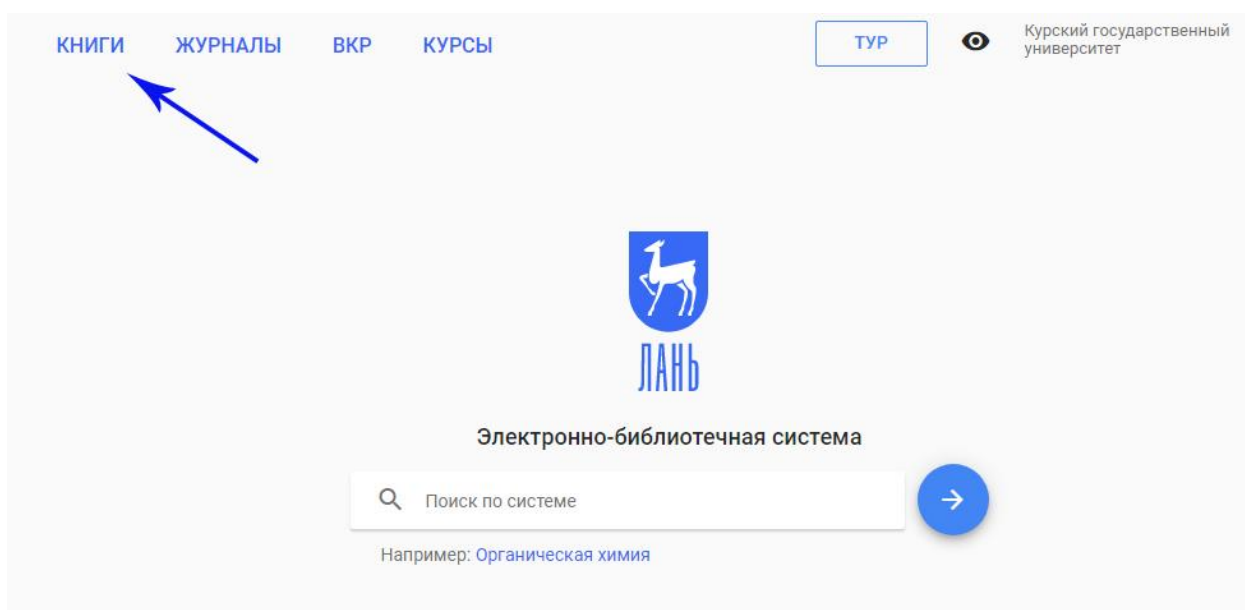 КНИГИ ЖУРНАЛЫ ВКР КУРСЫ ТУР Курский государственный
университет
ЛАНЬ
Электронно-библиотечная система
Поиск по системе
Например: Органическая химия